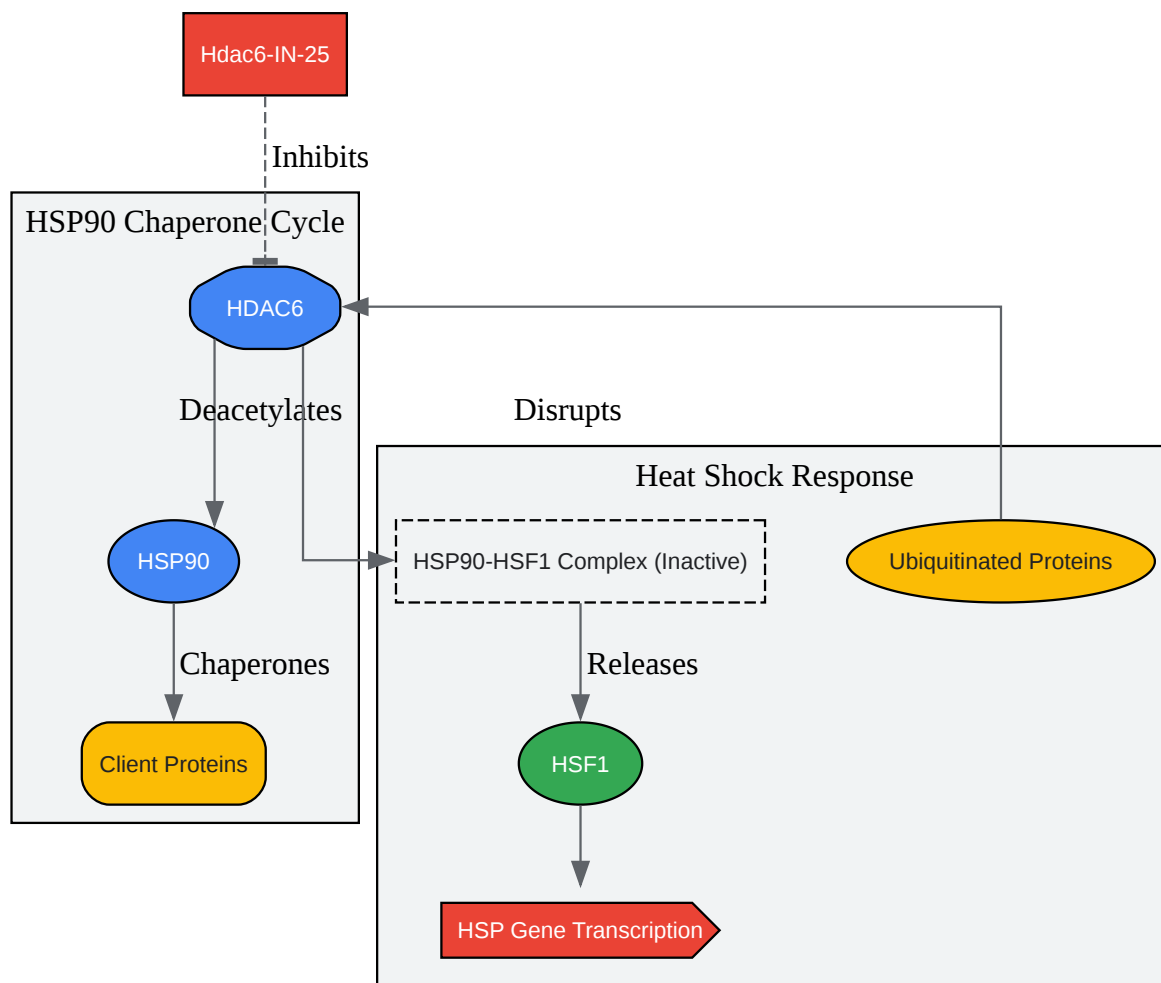 Hdac6-IN-25
Inhibits
HSP90 Chaperone Cycle
HDAC6
Deacetylates
Disrupts
Heat Shock Response
HSP90
HSP90-HSF1 Complex (Inactive)
Ubiquitinated Proteins
Chaperones
Releases
Client Proteins
HSF1
HSP Gene Transcription